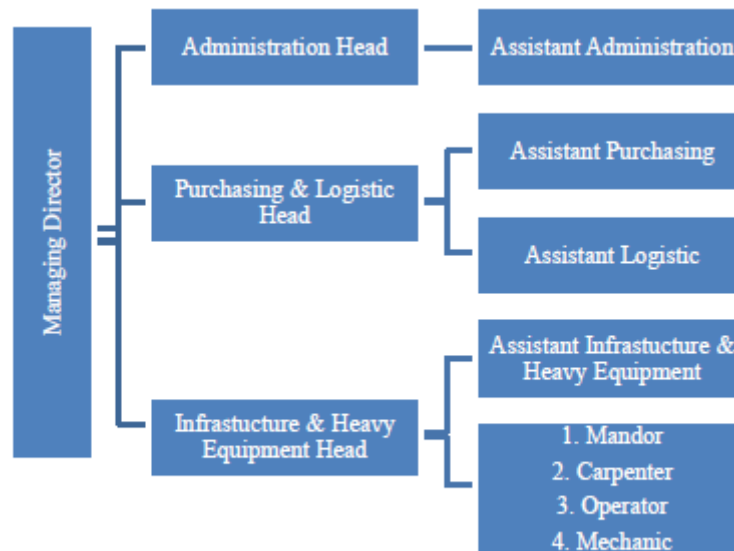 Managing Director
Administration Head
Assistant Administration
Purchasing & Logistic
Head
Assistant Purchasing
Assistant Logistic
Infrastucture & Heavy
Equipment Head
Assistant Infrastucture &
Heavy Equipment
1. Mandor
2. Carpenter
3. Operator
4. Mechanic